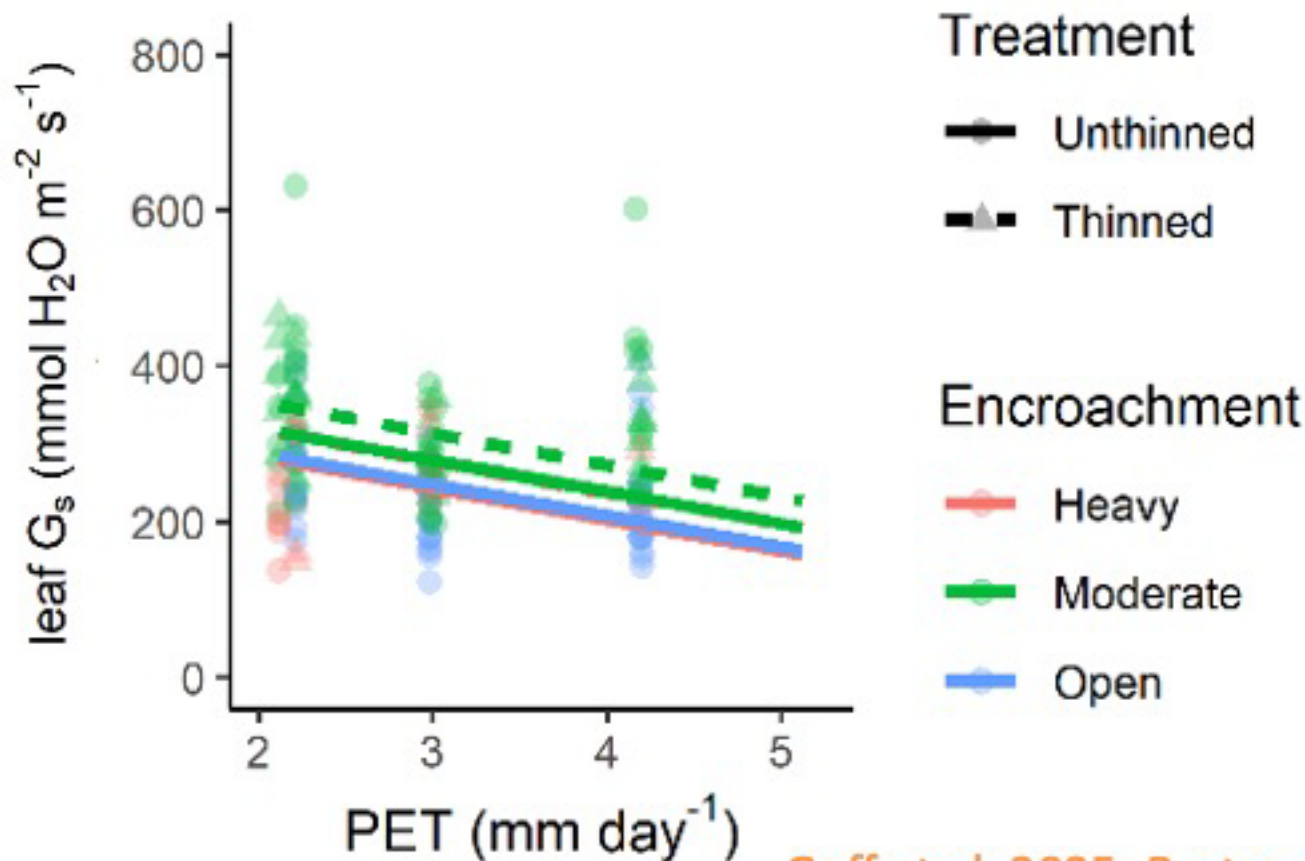 800
600
400
200
0
leaf Gs (mmol H2O m-2 s-1)
2 3 4 5
PET (mm day-1)
Treatment
Unthinned
Thinned
Encroachment
Heavy
Moderate
Open